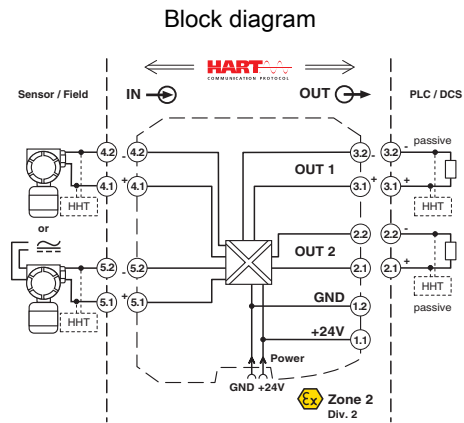 Block diagram
HART
COMMUNICATION PROTOCOL
Sensor / Field
IN
OUT
PLC / DCS
4.2 - 4.2
3.2 - 3.2 -
passive
OUT 1
4.1 + 4.1
3.1 + 3.1 +
HHT
HHT
or
2.2 2.2 -
OUT 2
5.2 - 5.2
2.1 2.1 +
HHT
GND
5.1 + 5.1
1.2
passive
HHT
+24V
1.1
Power
GND +24V
Ex Zone 2
Div. 2